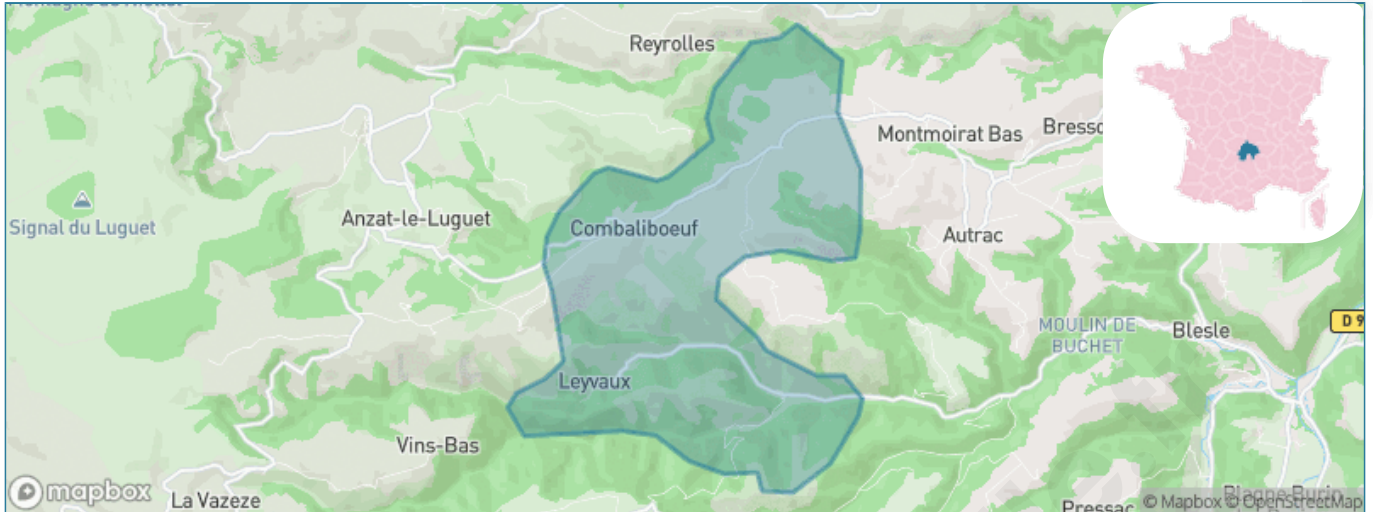 Reyrolles
Montmoirat Bas
Bresso
Anzat-le-Luguet
Signal du Luguet
Combaliboeuf
Autrac
MOULIN DE
BUCHET
Blesle
D 9
Leyvaux
Vins-Bas
mapbox
La Vazeze
Pressac
© Mapbox © OpenStreetMap